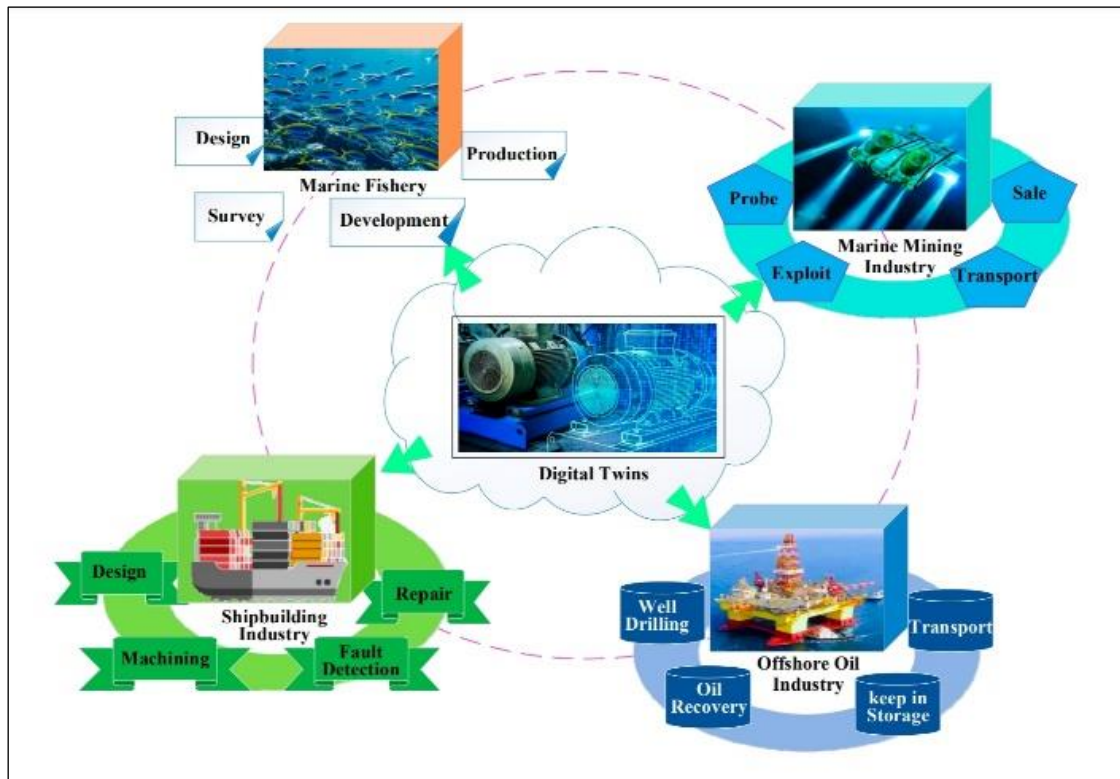 Design
Production
Marine Fishery
Survey
Development
Probe
Sale
Marine Mining
Industry
Exploit
Transport
Digital Twins
Design
Repair
Shipbuilding
Industry
Machining
Fault
Detection
Well
Drilling
Transport
Offshore Oil
Industry
Oil
Recovery
keep in
Storage